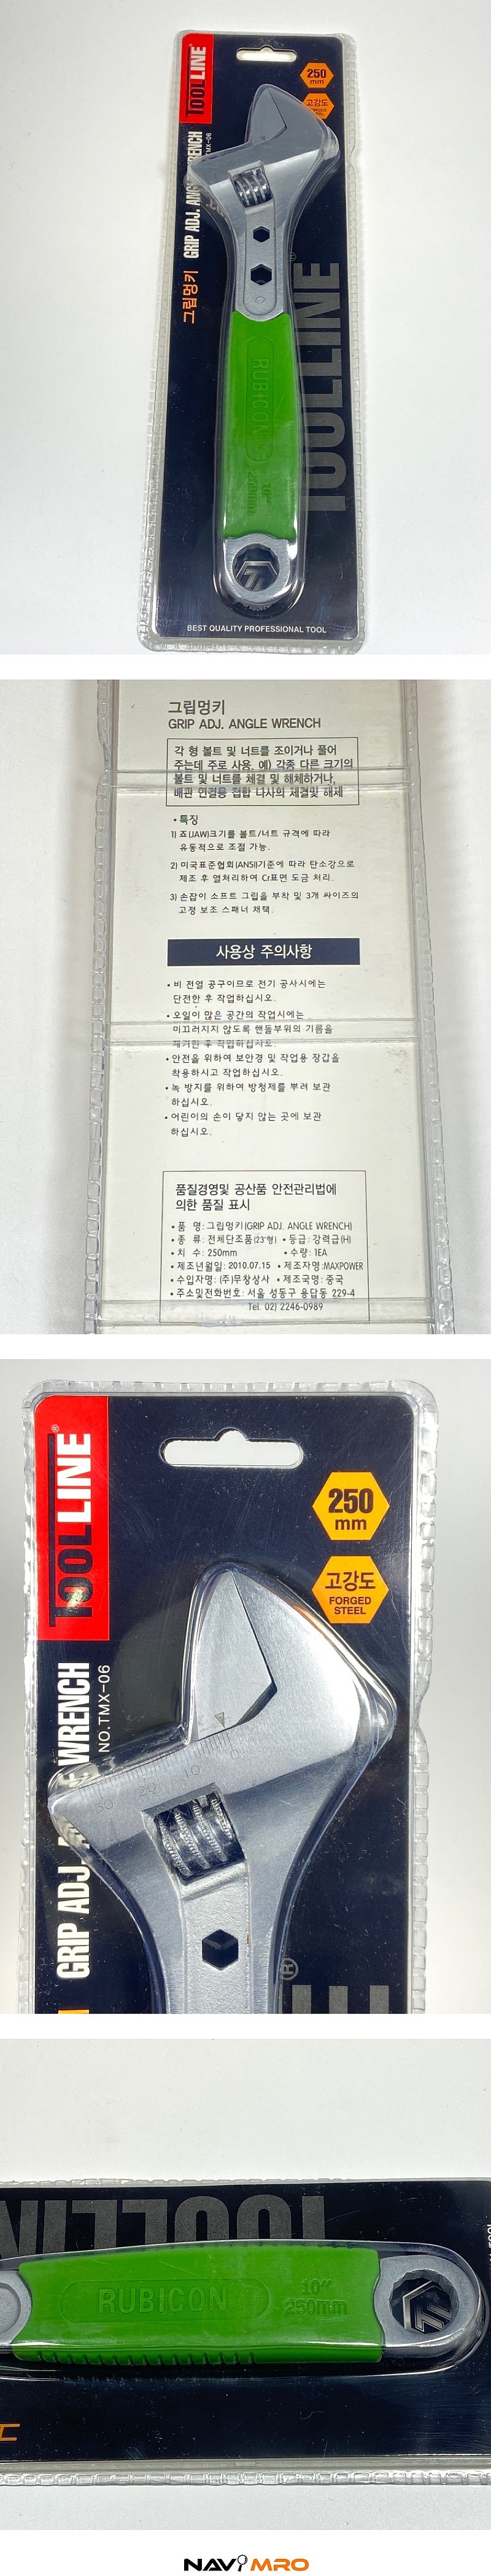 TOOLLINE
250
mm
고강도
그립멍키 GRIP ADJ. ANGLE WRENCH
TMX-06
RUBICON
10"
250mm
TOOLLINE
BEST QUALITY PROFESSIONAL TOOL
그립멍키
GRIP ADJ. ANGLE WRENCH
각 형 볼트 및 너트를 조이거나 풀어
주는데 주로 사용. 예) 각종 다른 크기의
볼트 및 너트를 체결 및 해체하거나,
배관 연결용 접합 나사의 체결및 해제
• 특징
1) 죠(JAW)크기를 볼트/너트 규격에 따라
유동적으로 조절 가능.
2) 미국표준협회(ANSI)기준에 따라 탄소강으로
제조 후 열처리하여 Cr표면 도금 처리.
3) 손잡이 소프트 그립을 부착 및 3개 싸이즈의
고정 보조 스패너 채택.
사용상 주의사항
• 비 전열 공구이므로 전기 공사시에는
단전한 후 작업하십시오.
• 오일이 많은 공간의 작업시에는
미끄러지지 않도록 핸들부위의 기름을
제거한 후 작업하십시오.
• 안전을 위하여 보안경 및 작업용 장갑을
착용하시고 작업하십시오.
• 녹 방지를 위하여 방청제를 뿌려 보관
하십시오.
• 어린이의 손이 닿지 않는 곳에 보관
하십시오.
품질경영및 공산품 안전관리법에
의한 품질 표시
• 품 명: 그립멍키(GRIP ADJ. ANGLE WRENCH)
• 종 류: 전체단조품(23°형) • 등급: 강력급(H)
• 치 수: 250mm • 수량: 1EA
• 제조년월일: 2010.07.15 • 제조자명:MAXPOWER
• 수입자명: (주)무창상사 • 제조국명: 중국
• 주소및전화번호: 서울 성동구 용답동 229-4
Tel. 02) 2246-0989
TOOLLINE®
250
mm
고강도
FORGED
STEEL
GRIP ADJ. WRENCH
NO.TMX-06
30 20 10 0
®
TOOLLINE
RUBICON
10"
250mm
NAVIMRO